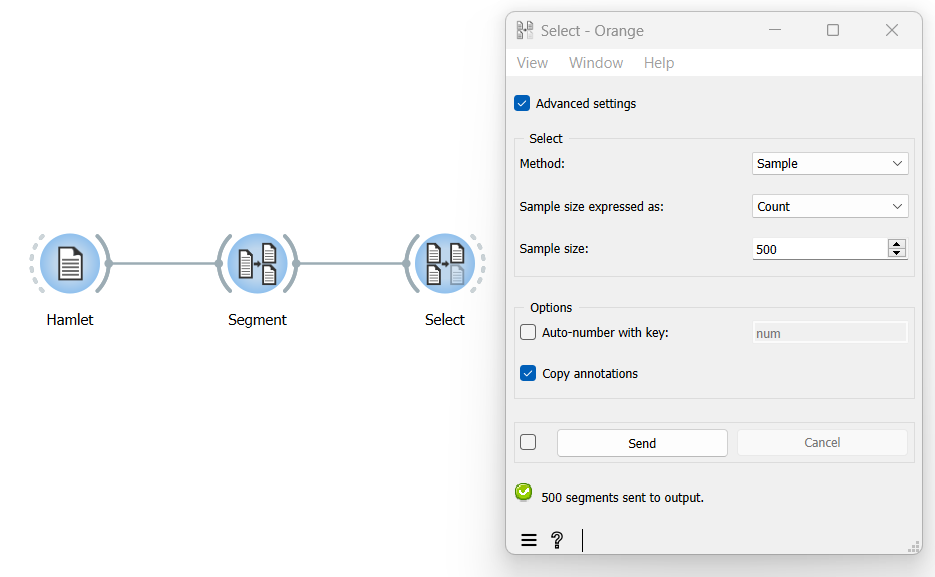 Select - Orange
View Window Help
Advanced settings
Select
Method: Sample
Sample size expressed as: Count
Sample size: 500
Options
Auto-number with key: num
Copy annotations
Send Cancel
500 segments sent to output.
Hamlet Segment Select